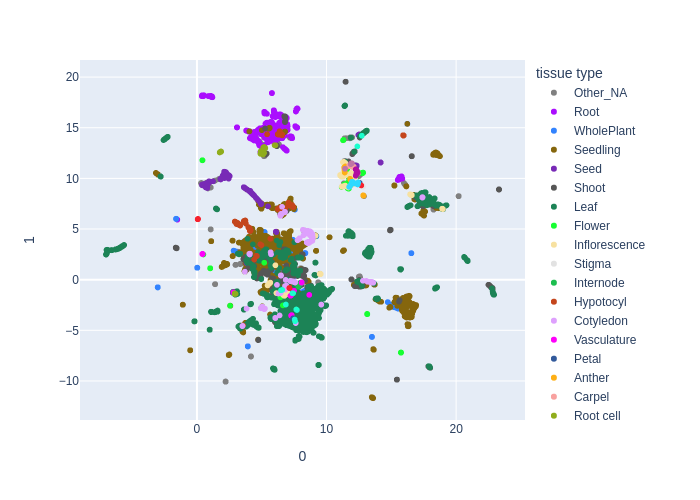 tissue type
Other_NA
Root
WholePlant
Seedling
Seed
Shoot
Leaf
Flower
Inflorescence
Stigma
Internode
Hypocotyl
Cotyledon
Vasculature
Petal
Anther
Carpel
Root cell
20
15
10
5
0
−5
−10
1
0 10 20
0